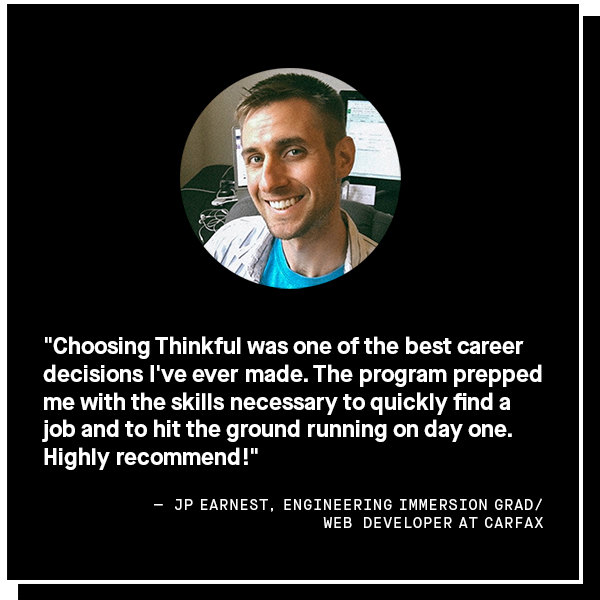 "Choosing Thinkful was one of the best career
decisions I've ever made. The program prepped
me with the skills necessary to quickly find a
job and to hit the ground running on day one.
Highly recommend!"
— JP EARNEST, ENGINEERING IMMERSION GRAD/
WEB DEVELOPER AT CARFAX